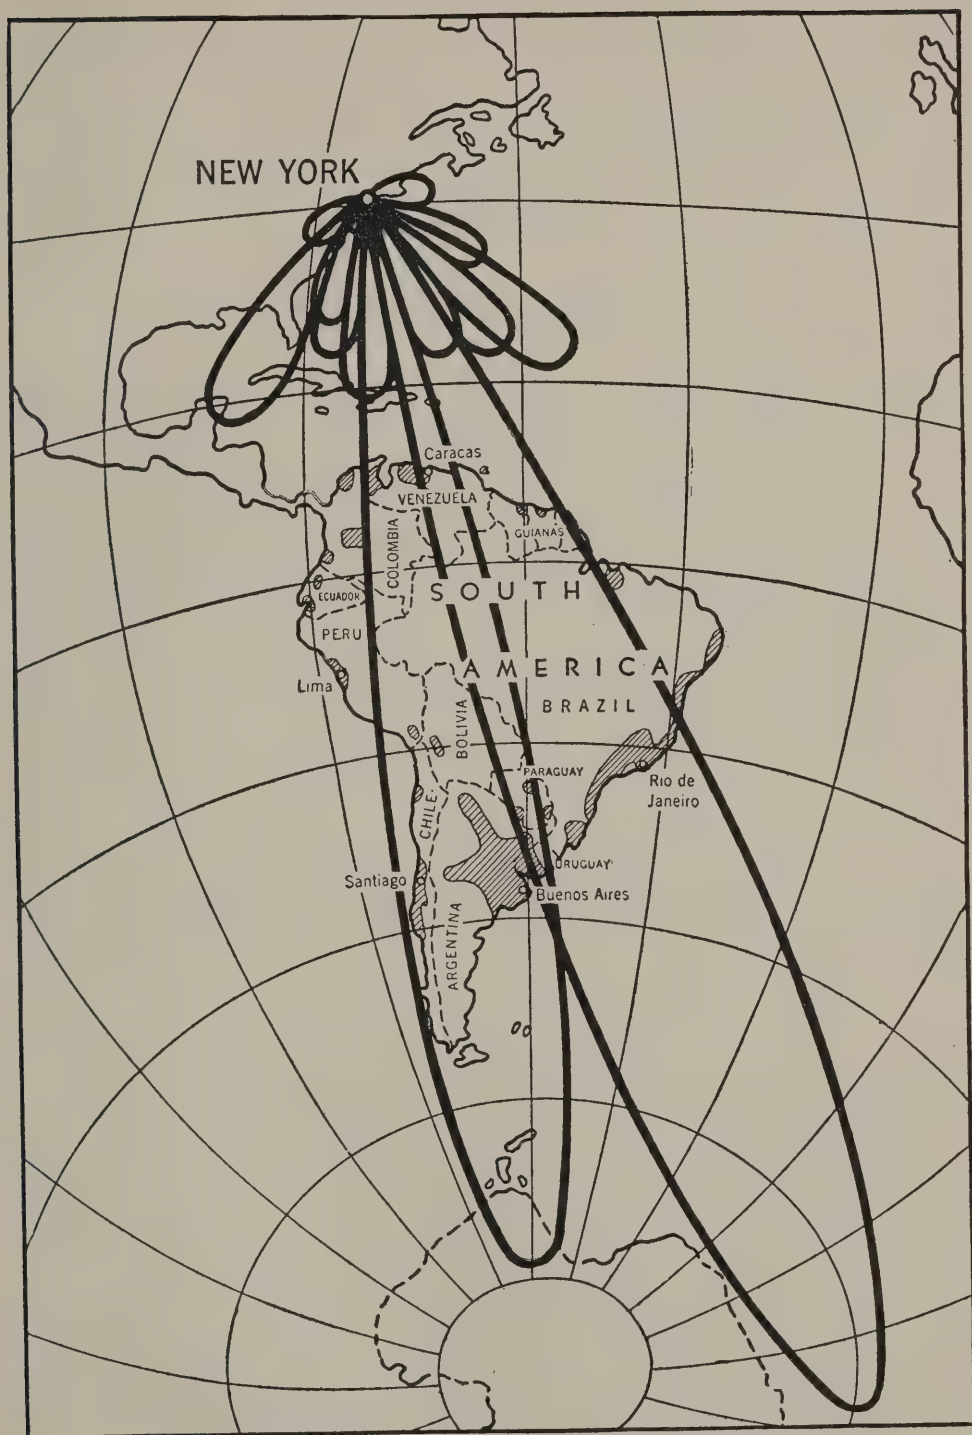 NEW YORK
Caracas
VENEZUELA
GUIANAS
COLOMBIA
SOUTH
ECUADOR
PERU
AMERICA
Lima
BRAZIL
BOLIVIA
PARAGUAY
Rio de
Janeiro
CHILE
URUGUAY
Santiago
Buenos Aires
ARGENTINA